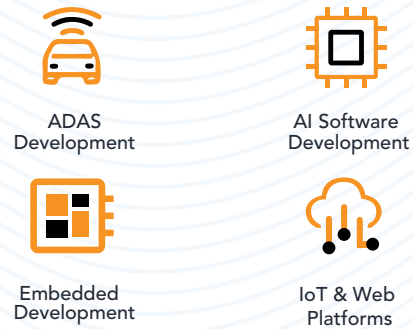 ADAS
Development
AI Software
Development
Embedded
Development
IoT & Web
Platforms